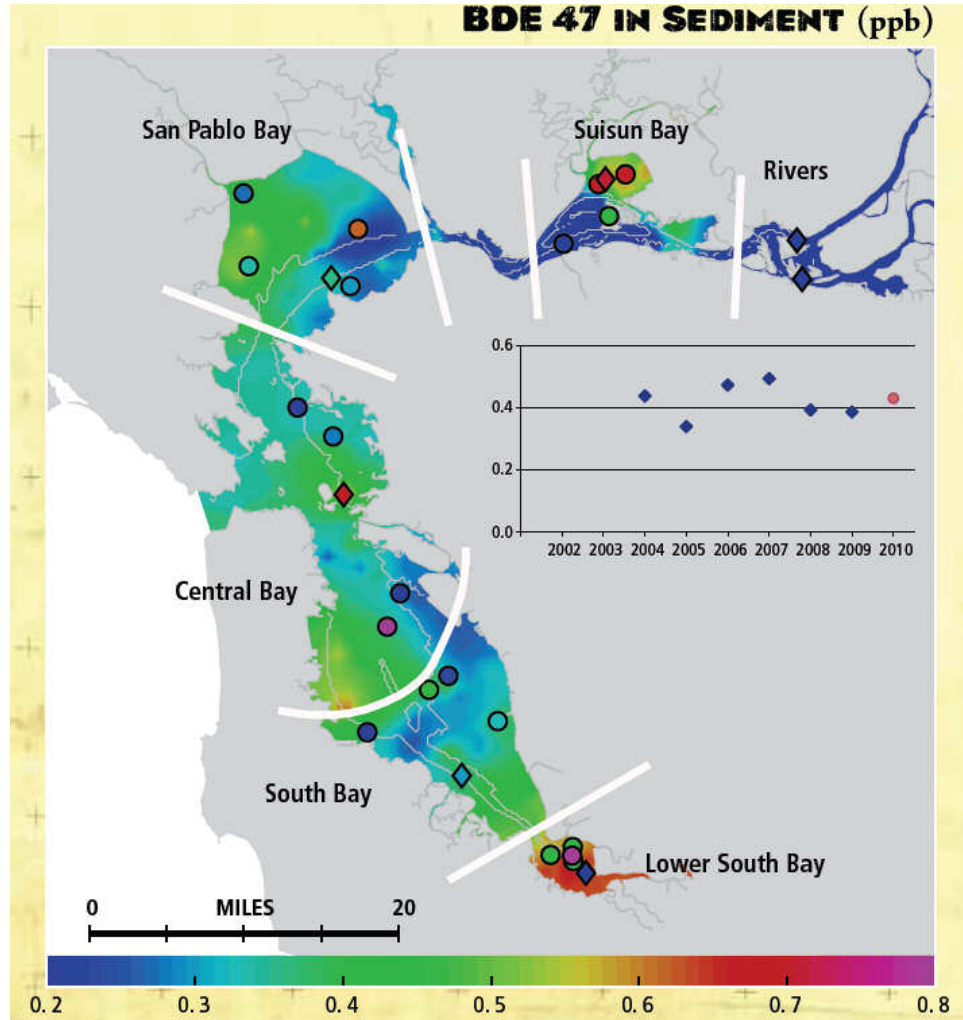 BDE 47 IN SEDIMENT (ppb)
San Pablo Bay
Suisun Bay
Rivers
0.6
0.4
0.2
0.0
2002 2003 2004 2005 2006 2007 2008 2009 2010
Central Bay
South Bay
Lower South Bay
0 MILES 20
0.2 0.3 0.4 0.5 0.6 0.7 0.8